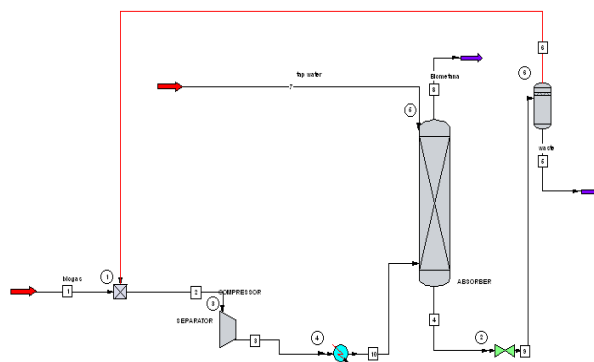 6
6
tap water
Biometana
7
8
5
waste
5
biogas
1
1
2
COMPRESSOR
3
ABSORBER
SEPARATOR
4
3
4
10
2
9